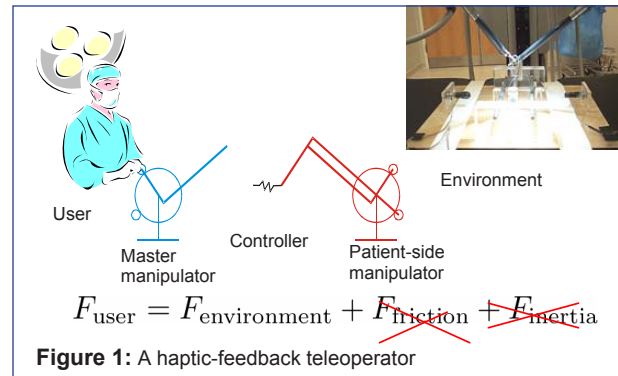 User
Environment
Controller
Master
manipulator
Patient-side
manipulator
F_user = F_environment + F_friction + F_inertia
Figure 1: A haptic-feedback teleoperator